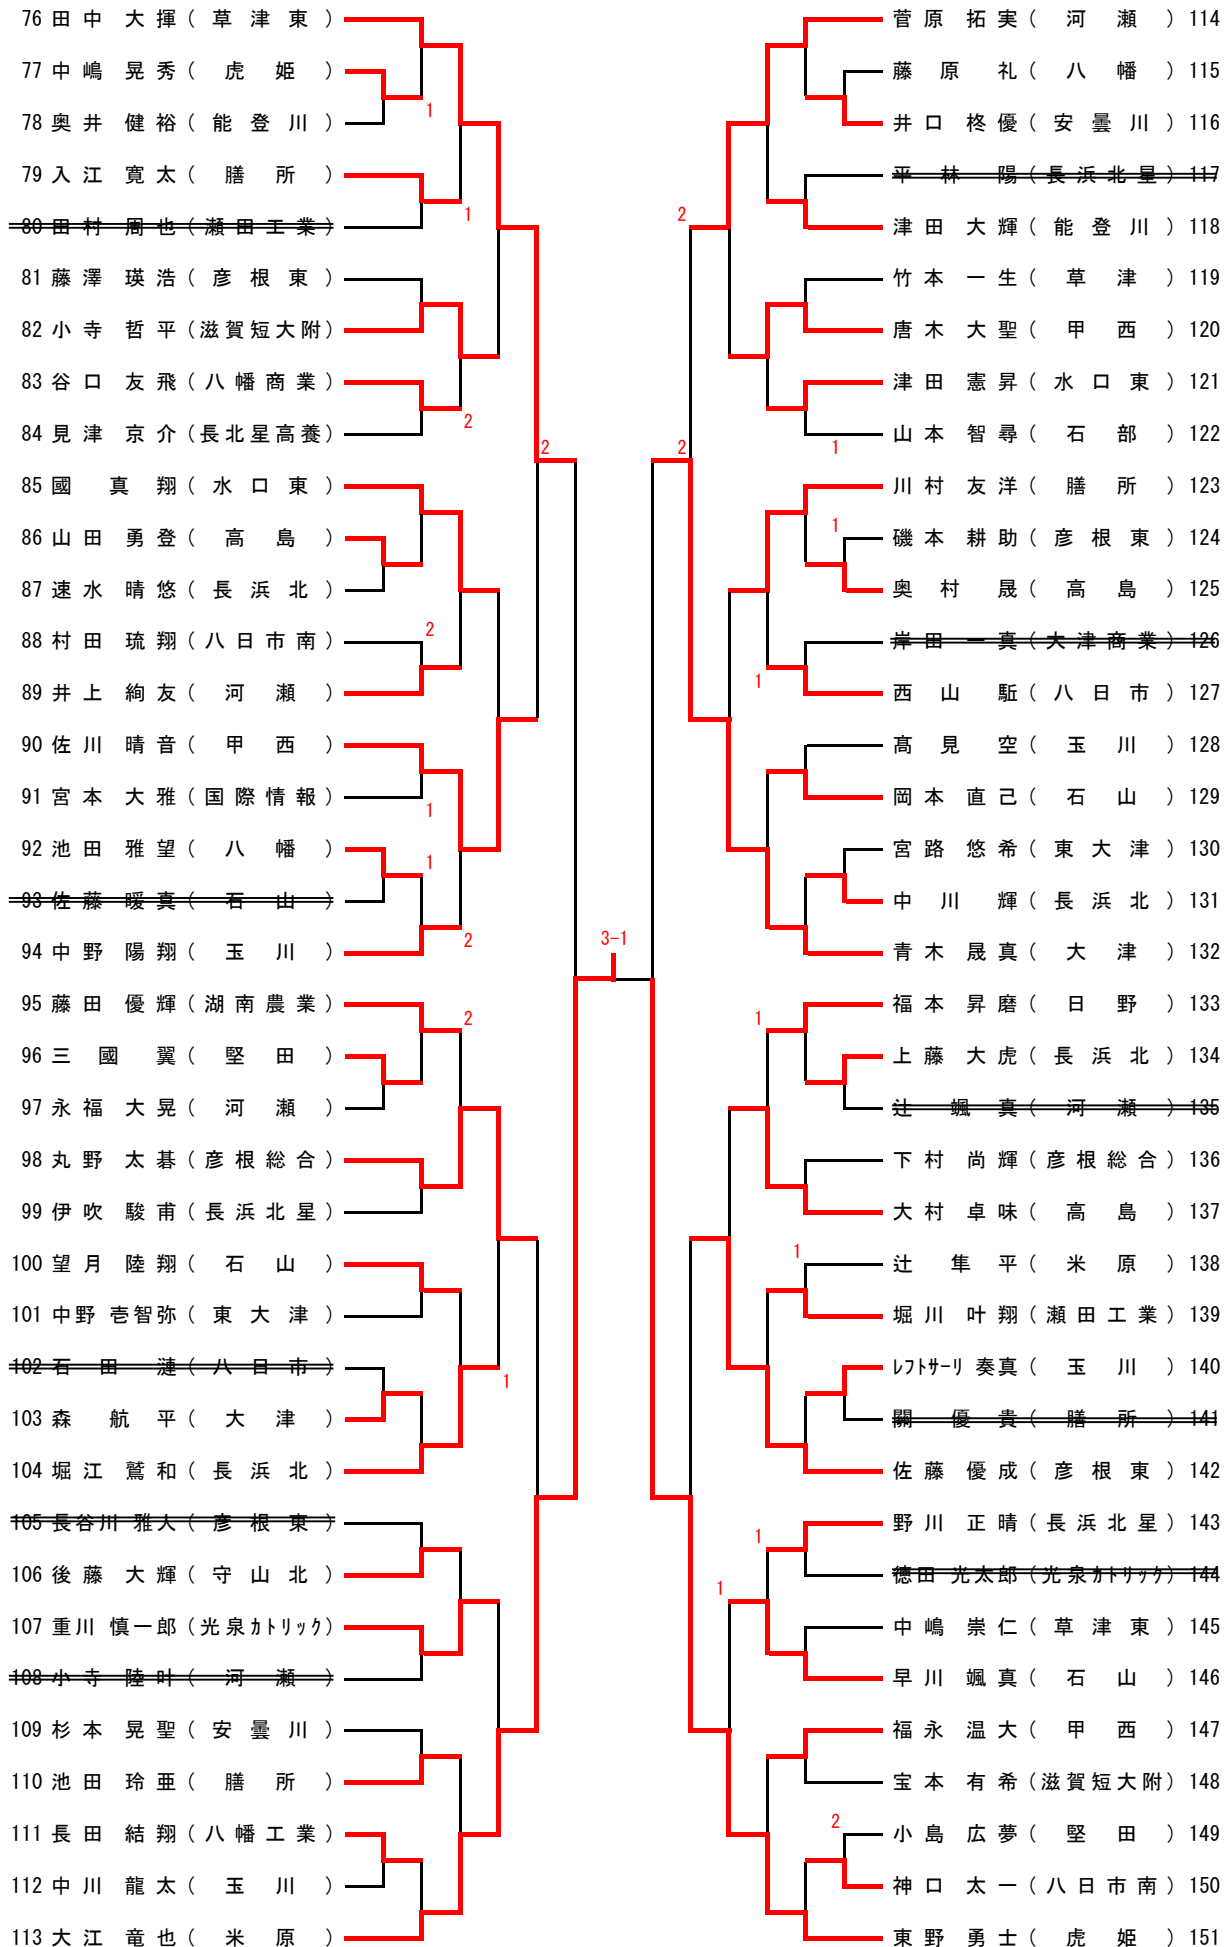 76 田中 大揮 ( 草津東 )
77 中嶋 晃秀 ( 虎姫 )
1
78 奥井 健裕 ( 能登川 )
79 入江 寛太 ( 膳所 )
1
80 田村 周也 ( 瀬田工業 )
81 藤澤 瑛浩 ( 彦根東 )
82 小寺 哲平 ( 滋賀短大附 )
83 谷口 友飛 ( 八幡商業 )
2
84 見津 京介 ( 長北星高養 )
2
85 國 真翔 ( 水口東 )
86 山田 勇登 ( 高島 )
87 速水 晴悠 ( 長浜北 )
2
88 村田 琉翔 ( 八日市南 )
89 井上 絢友 ( 河瀬 )
90 佐川 晴音 ( 甲西 )
91 宮本 大雅 ( 国際情報 )
1
92 池田 雅望 ( 八幡 )
1
93 佐藤 暖真 ( 石山 )
94 中野 陽翔 ( 玉川 )
2
3-1
95 藤田 優輝 ( 湖南農業 )
2
96 三國 翼 ( 堅田 )
97 永福 大晃 ( 河瀬 )
98 丸野 太碁 ( 彦根総合 )
99 伊吹 駿甫 ( 長浜北星 )
100 望月 陸翔 ( 石山 )
101 中野 壱智弥 ( 東大津 )
102 石田 漣 ( 八日市 )
1
103 森 航平 ( 大津 )
104 堀江 鷲和 ( 長浜北 )
105 長谷川 雅人 ( 彦根東 )
106 後藤 大輝 ( 守山北 )
107 重川 慎一郎 ( 光泉カトリック )
108 小寺 陸叶 ( 河瀬 )
109 杉本 晃聖 ( 安曇川 )
110 池田 玲亜 ( 膳所 )
111 長田 結翔 ( 八幡工業 )
112 中川 龍太 ( 玉川 )
113 大江 竜也 ( 米原 )
菅原 拓実 ( 河瀬 ) 114
藤原 礼 ( 八幡 ) 115
井口 柊優 ( 安曇川 ) 116
平林 陽 ( 長浜北星 ) 117
2
津田 大輝 ( 能登川 ) 118
竹本 一生 ( 草津 ) 119
唐木 大聖 ( 甲西 ) 120
津田 憲昇 ( 水口東 ) 121
山本 智尋 ( 石部 ) 122
1
2
川村 友洋 ( 膳所 ) 123
1
磯本 耕助 ( 彦根東 ) 124
奥村 晟 ( 高島 ) 125
岸田 一真 ( 大津商業 ) 126
1
西山 駈 ( 八日市 ) 127
髙見 空 ( 玉川 ) 128
岡本 直己 ( 石山 ) 129
宮路 悠希 ( 東大津 ) 130
中川 輝 ( 長浜北 ) 131
青木 晟真 ( 大津 ) 132
福本 昇磨 ( 日野 ) 133
1
上藤 大虎 ( 長浜北 ) 134
辻 颯真 ( 河瀬 ) 135
下村 尚輝 ( 彦根総合 ) 136
大村 卓味 ( 高島 ) 137
1
辻 隼平 ( 米原 ) 138
堀川 叶翔 ( 瀬田工業 ) 139
レフトサーリ 奏真 ( 玉川 ) 140
關 優貴 ( 膳所 ) 141
佐藤 優成 ( 彦根東 ) 142
野川 正晴 ( 長浜北星 ) 143
1
徳田 光太郎 ( 光泉カトリック ) 144
1
中嶋 崇仁 ( 草津東 ) 145
早川 颯真 ( 石山 ) 146
福永 温大 ( 甲西 ) 147
宝本 有希 ( 滋賀短大附 ) 148
2
小島 広夢 ( 堅田 ) 149
神口 太一 ( 八日市南 ) 150
東野 勇士 ( 虎姫 ) 151